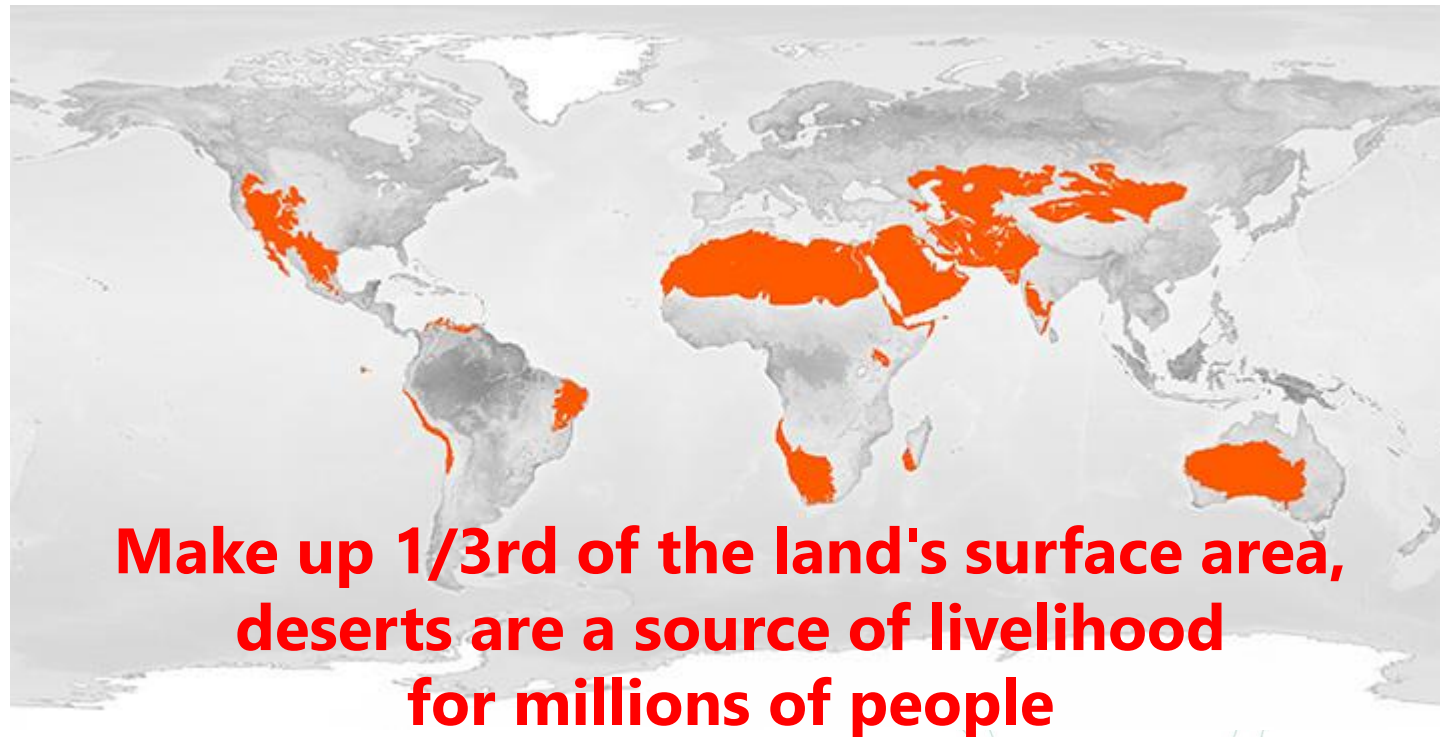 Make up 1/3rd of the land's surface area,
deserts are a source of livelihood
for millions of people